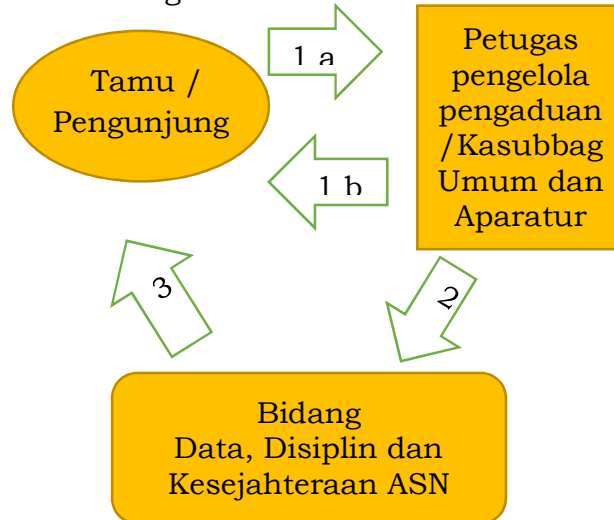 Tamu /
Pengunjung
1 a
Petugas
pengelola
pengaduan
/Kasubbag
Umum dan
Aparatur
1 b
3
2
Bidang
Data, Disiplin dan
Kesejahteraan ASN